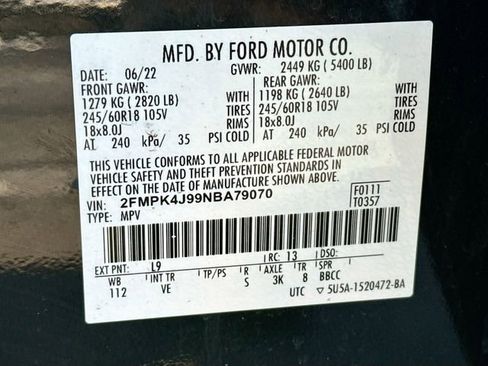 MFD. BY FORD MOTOR CO.
DATE: 06/22 GVWR: 2449 KG (5400 LB)
FRONT GAWR: REAR GAWR:
1279 KG (2820 LB) WITH 1198 KG (2640 LB) WITH
245/60R18 105V TIRES 245/60R18 105V TIRES
18x8.0J RIMS 18x8.0J RIMS
AT 240 kPa/ 35 PSI COLD AT 240 kPa/ 35 PSI COLD
THIS VEHICLE CONFORMS TO ALL APPLICABLE FEDERAL MOTOR
VEHICLE SAFETY AND THEFT PREVENTION STANDARDS IN EFFECT
ON THE DATE OF MANUFACTURE SHOWN ABOVE.
VIN: 2FMPK4J99NBA79070 F0111
TYPE: MPV T0357
EXT PNT: L9 RC: 13 DSO:
WB INT TR TP/PS R AXLE TR SPR
112 VE S 3K 8 BBCC
UTC ▽ 5U5A-1520472-BA